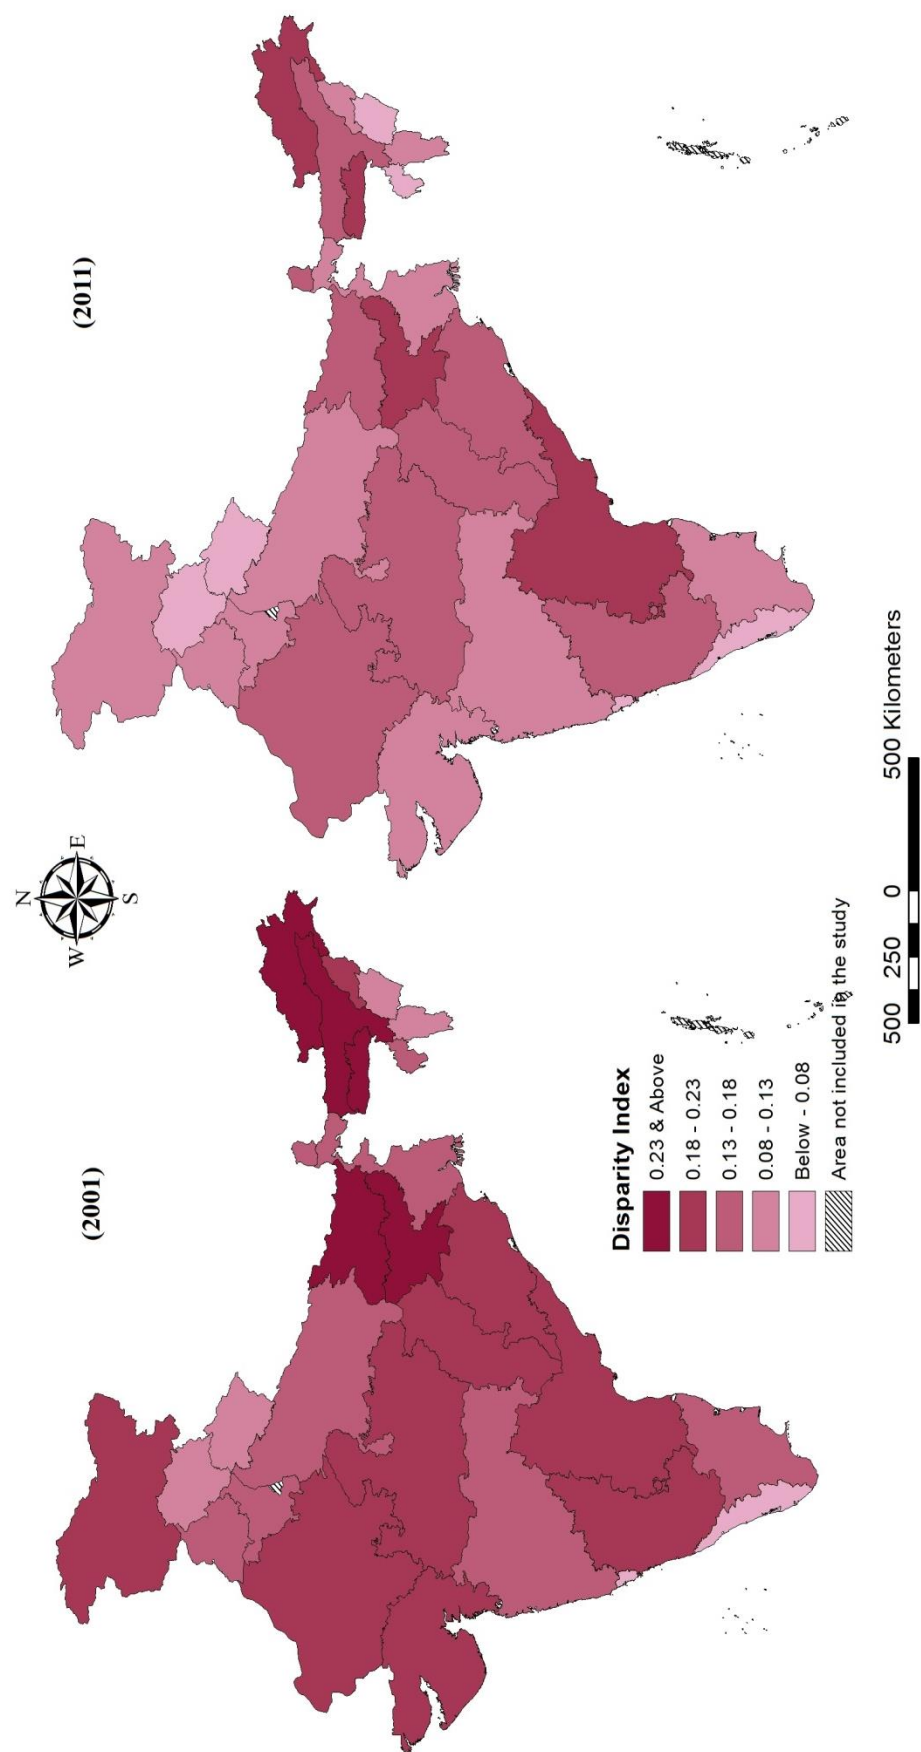 (2001)
(2011)
N
W
E
S
Disparity Index
0.23 & Above
0.18 - 0.23
0.13 - 0.18
0.08 - 0.13
Below - 0.08
Area not included in the study
500 250 0 500 Kilometers